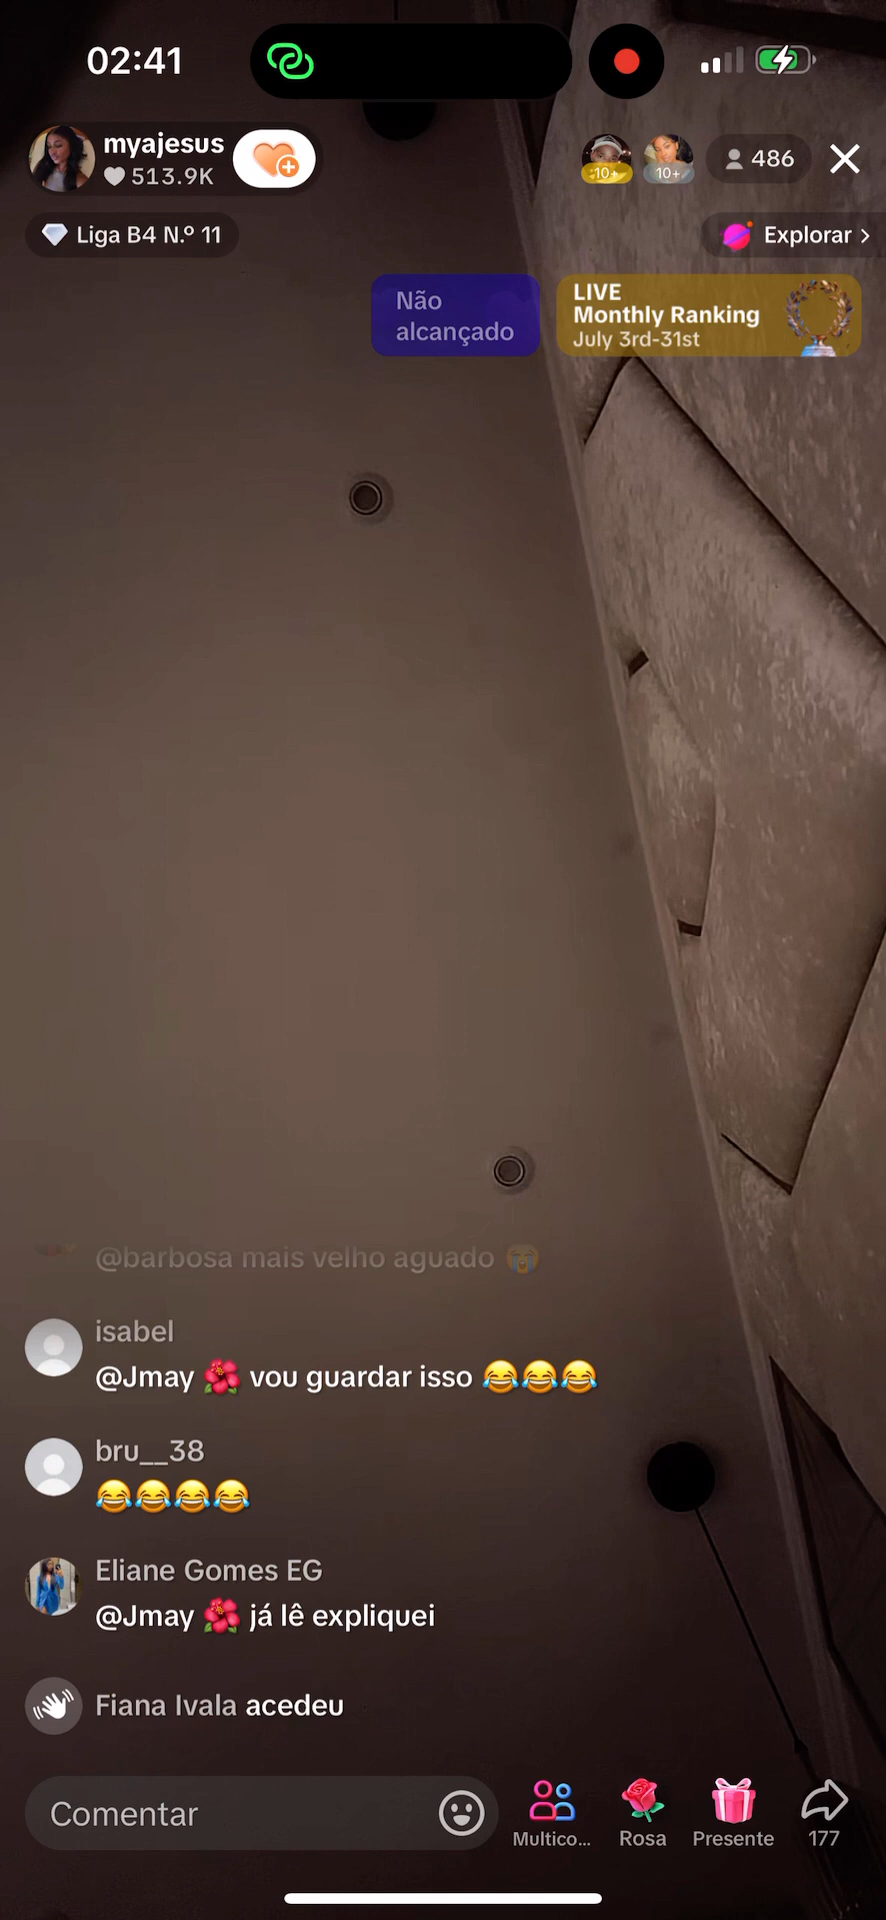 02:41
myajesus
513.9K
10+
10+
486
Liga B4 N.º 11
Explorar
Não
alcançado
LIVE
Monthly Ranking
July 3rd-31st
@barbosa mais velho aguado 😭
isabel
@Jmay 🌺 vou guardar isso 😂😂😂
bru__38
😂😂😂😂
Eliane Gomes EG
@Jmay 🌺 já lê expliquei
Fiana Ivala acedeu
Comentar
Multico...
Rosa
Presente
177